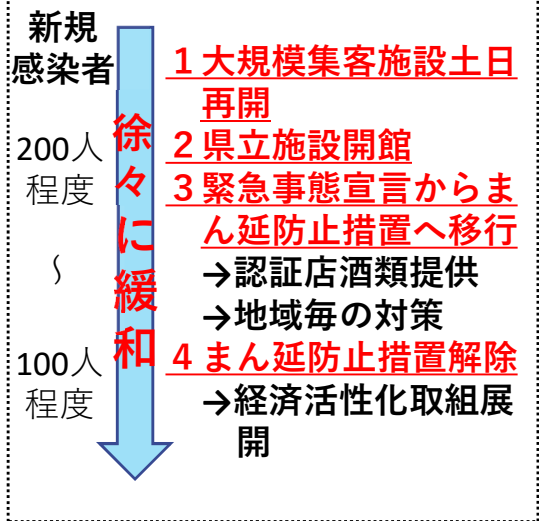 新規
感染者
200人
程度
～
100人
程度
徐々に緩和
１大規模集客施設土日
再開
２県立施設開館
３緊急事態宣言からま
ん延防止措置へ移行
→認証店酒類提供
→地域毎の対策
４まん延防止措置解除
→経済活性化取組展
開